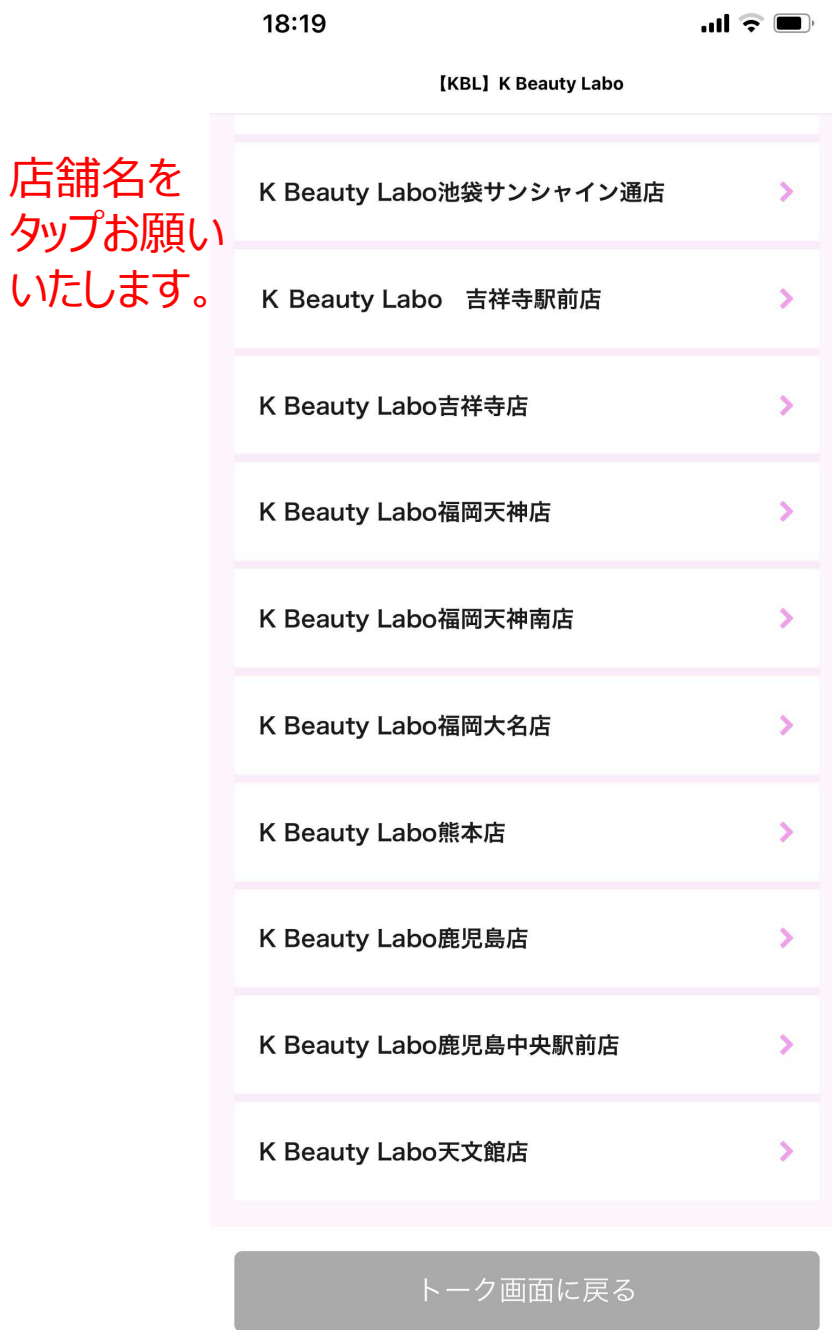 18:19
【KBL】K Beauty Labo
店舗名を
タップお願い
いたします。
K Beauty Labo池袋サンシャイン通店
K Beauty Labo　吉祥寺駅前店
K Beauty Labo吉祥寺店
K Beauty Labo福岡天神店
K Beauty Labo福岡天神南店
K Beauty Labo福岡大名店
K Beauty Labo熊本店
K Beauty Labo鹿児島店
K Beauty Labo鹿児島中央駅前店
K Beauty Labo天文館店
トーク画面に戻る